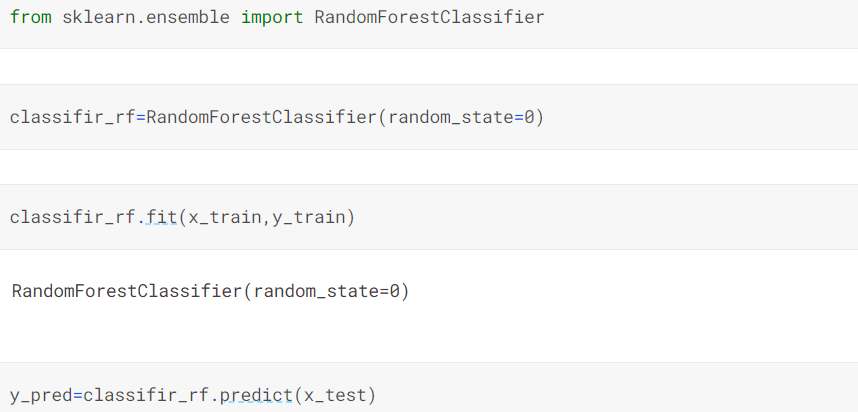 from sklearn.ensemble import RandomForestClassifier
classifir_rf=RandomForestClassifier(random_state=0)
classifir_rf.fit(x_train,y_train)
RandomForestClassifier(random_state=0)
y_pred=classifir_rf.predict(x_test)